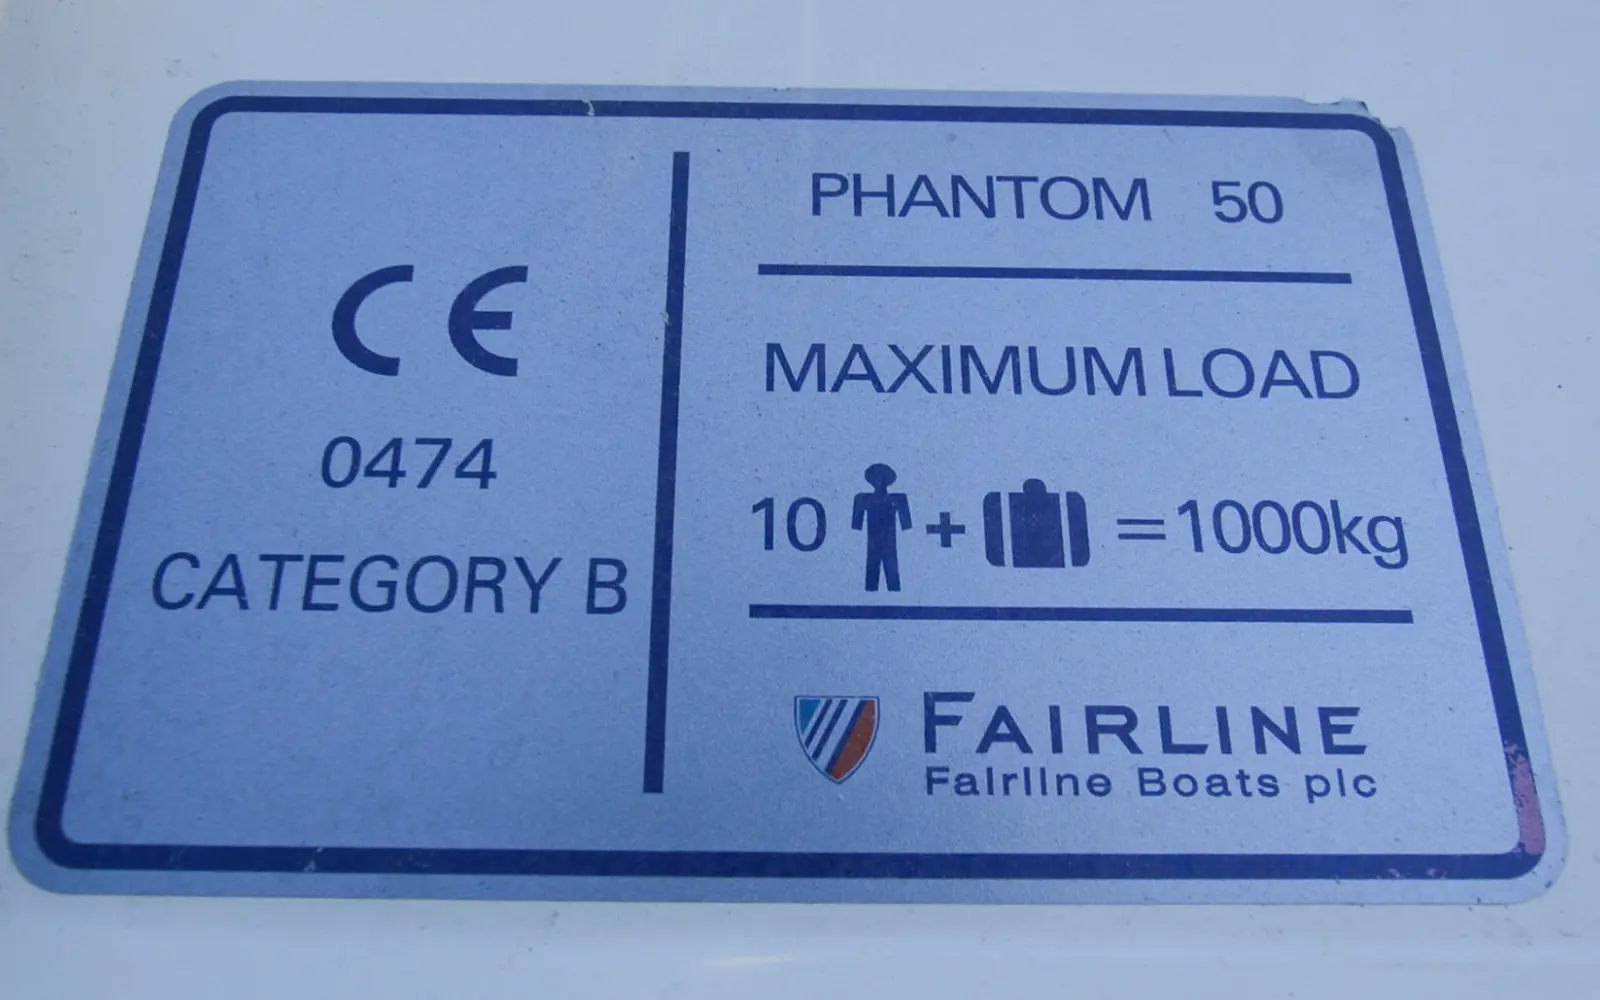 CE
0474
CATEGORY B
PHANTOM 50
MAXIMUM LOAD
10 + = 1000kg
FAIRLINE
Fairline Boats plc